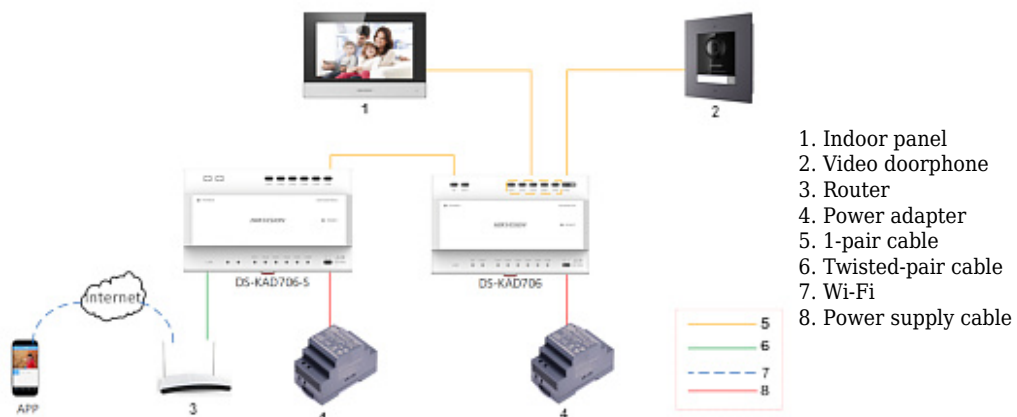 1
2
1. Indoor panel
2. Video doorphone
3. Router
4. Power adapter
5. 1-pair cable
6. Twisted-pair cable
7. Wi-Fi
8. Power supply cable
HIKVISION
HIKVISION
DS-KAD706-S
DS-KAD706
Internet
APP
3
4
4
5
6
7
8